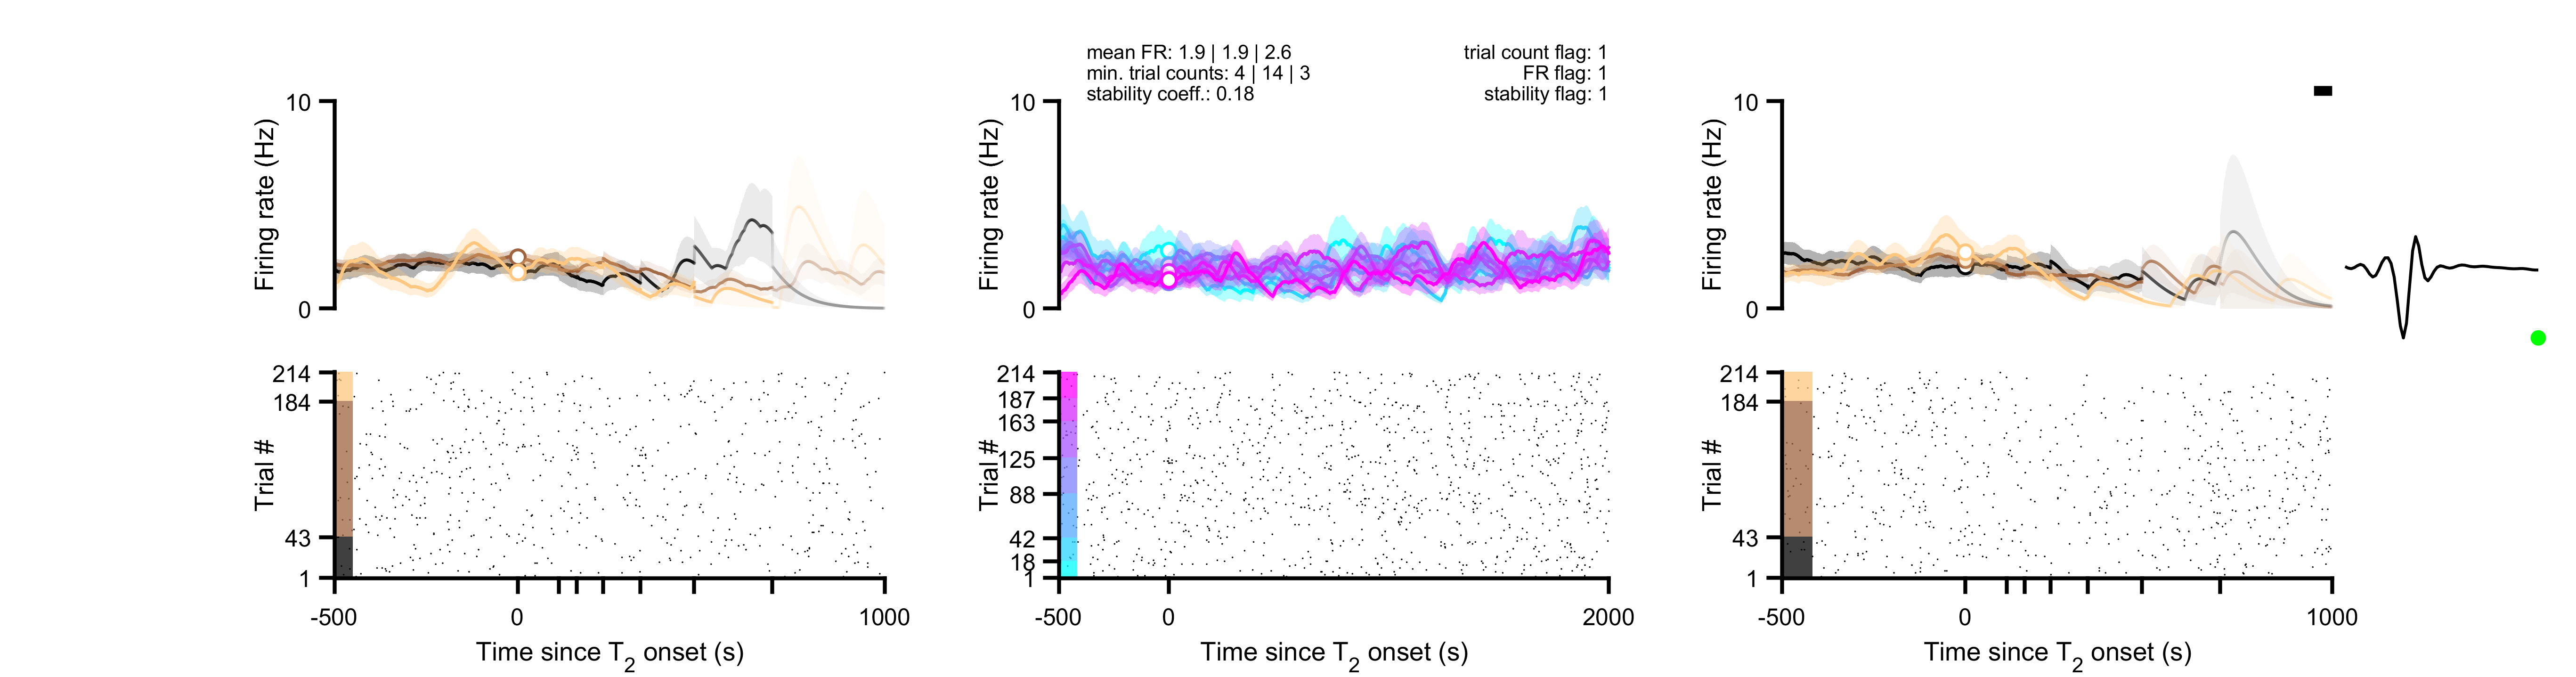 mean FR: 1.9 | 1.9 | 2.6
min. trial counts: 4 | 14 | 3
stability coeff.: 0.18
trial count flag: 1
FR flag: 1
stability flag: 1
10
Firing rate (Hz)
0
10
Firing rate (Hz)
0
10
Firing rate (Hz)
0
214
184
Trial #
43
1
-500
0
1000
Time since T2 onset (s)
214
187
163
125
Trial #
88
42
18
1
-500
0
2000
Time since T2 onset (s)
214
184
Trial #
43
1
-500
0
1000
Time since T2 onset (s)